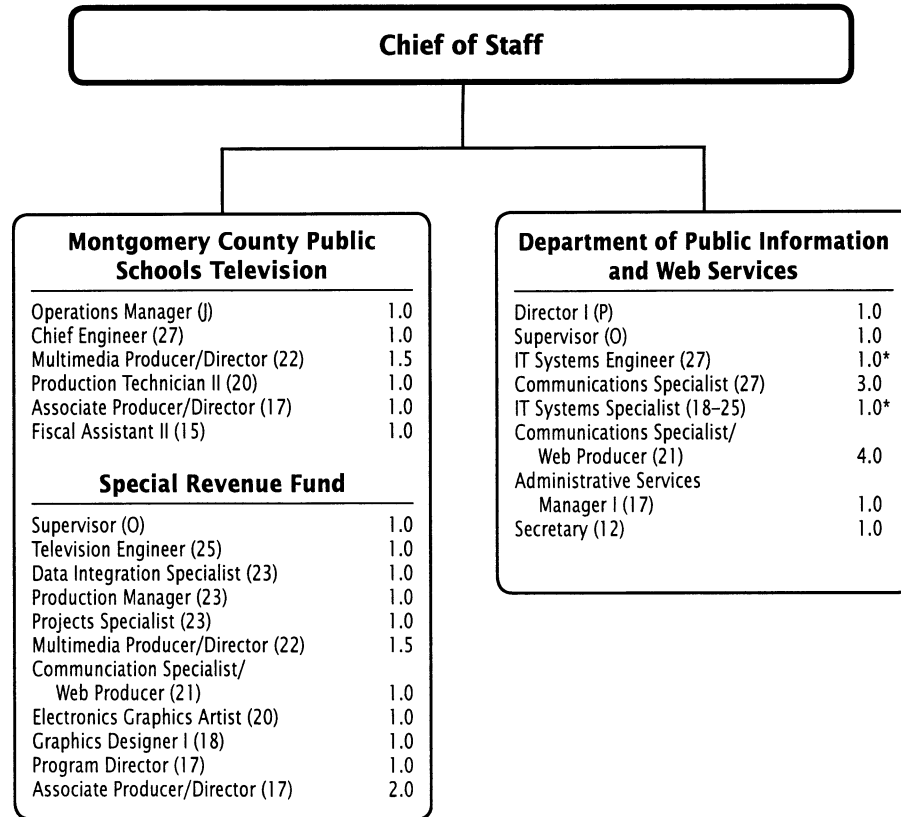 Chief of Staff
Montgomery County Public
Schools Television
Operations Manager (J) 1.0
Chief Engineer (27) 1.0
Multimedia Producer/Director (22) 1.5
Production Technician II (20) 1.0
Associate Producer/Director (17) 1.0
Fiscal Assistant II (15) 1.0
Special Revenue Fund
Supervisor (O) 1.0
Television Engineer (25) 1.0
Data Integration Specialist (23) 1.0
Production Manager (23) 1.0
Projects Specialist (23) 1.0
Multimedia Producer/Director (22) 1.5
Communciation Specialist/
Web Producer (21) 1.0
Electronics Graphics Artist (20) 1.0
Graphics Designer I (18) 1.0
Program Director (17) 1.0
Associate Producer/Director (17) 2.0
Department of Public Information
and Web Services
Director I (P) 1.0
Supervisor (O) 1.0
IT Systems Engineer (27) 1.0*
Communications Specialist (27) 3.0
IT Systems Specialist (18–25) 1.0*
Communications Specialist/
Web Producer (21) 4.0
Administrative Services
Manager I (17) 1.0
Secretary (12) 1.0